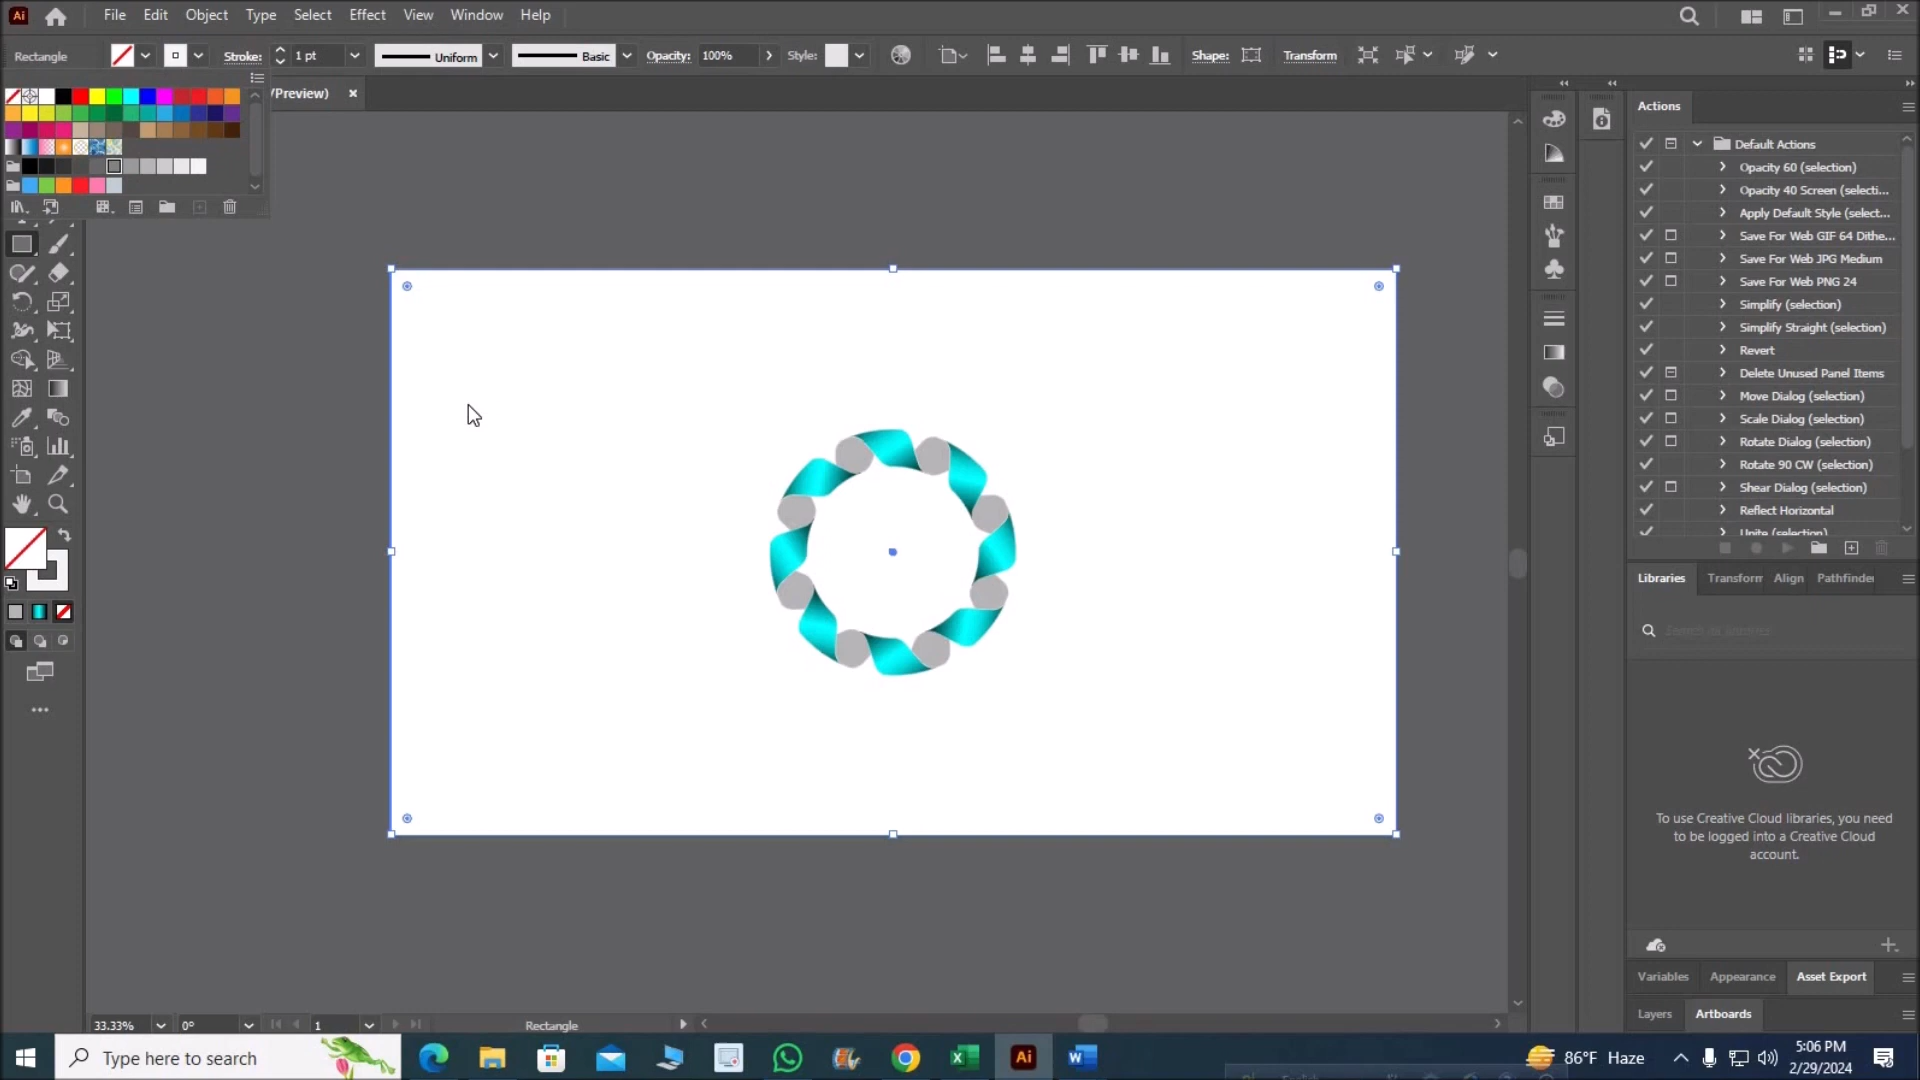 Ai File Edit Object Type Select Effect View Window Help
Rectangle Stroke: 1 pt Uniform Basic Opacity: 100% Style: Shape: Transform
/Preview) ×
Actions
Default Actions
Opacity 60 (selection)
Opacity 40 Screen (selecti...
Apply Default Style (select...
Save For Web GIF 64 Dithe...
Save For Web JPG Medium
Save For Web PNG 24
Simplify (selection)
Simplify Straight (selection)
Revert
Delete Unused Panel Items
Move Dialog (selection)
Scale Dialog (selection)
Rotate Dialog (selection)
Rotate 90 CW (selection)
Shear Dialog (selection)
Reflect Horizontal
Unite (selection)
Libraries Transform Align Pathfinder
To use Creative Cloud libraries, you need
to be logged into a Creative Cloud
account.
Variables Appearance Asset Export
Layers Artboards
33.33% 0° 1 Rectangle
Type here to search
Ai
86°F Haze
5:06 PM
2/29/2024